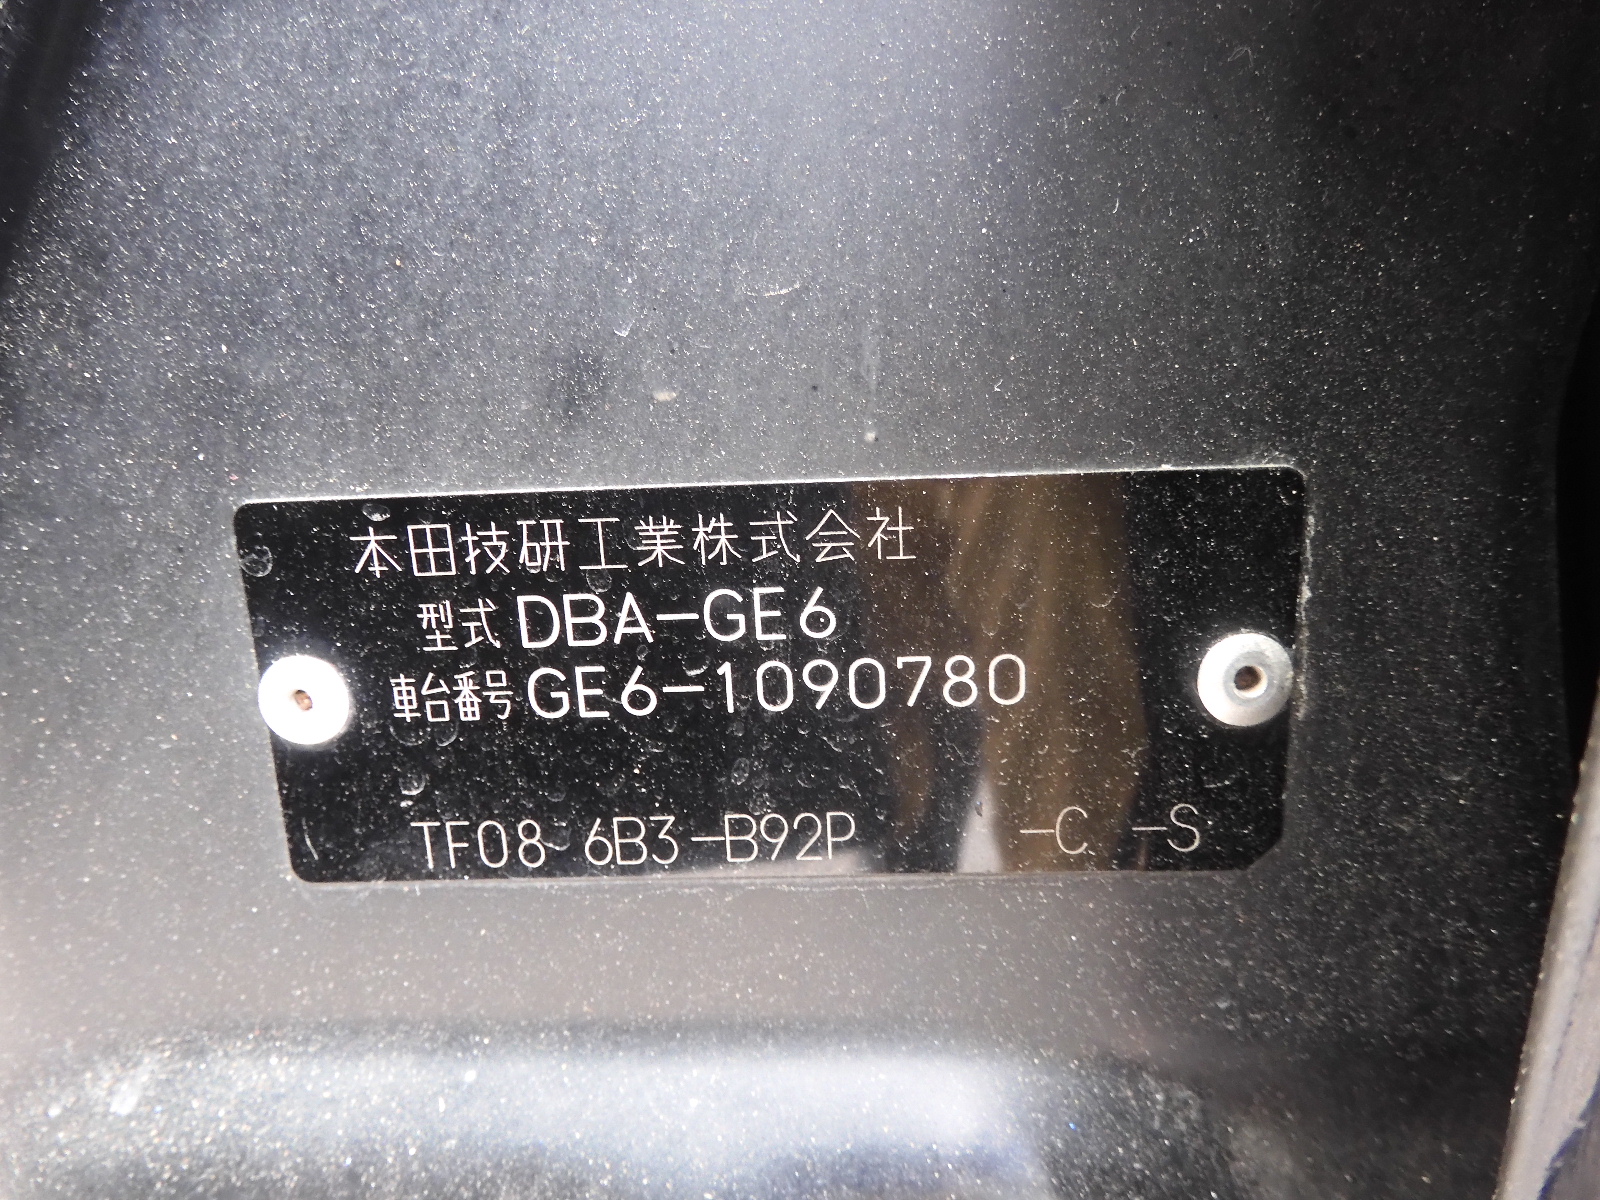 本田技研工業株式会社
型式 DBA-GE6
車台番号 GE6-1090780
TF08 6B3-B92P -C -S